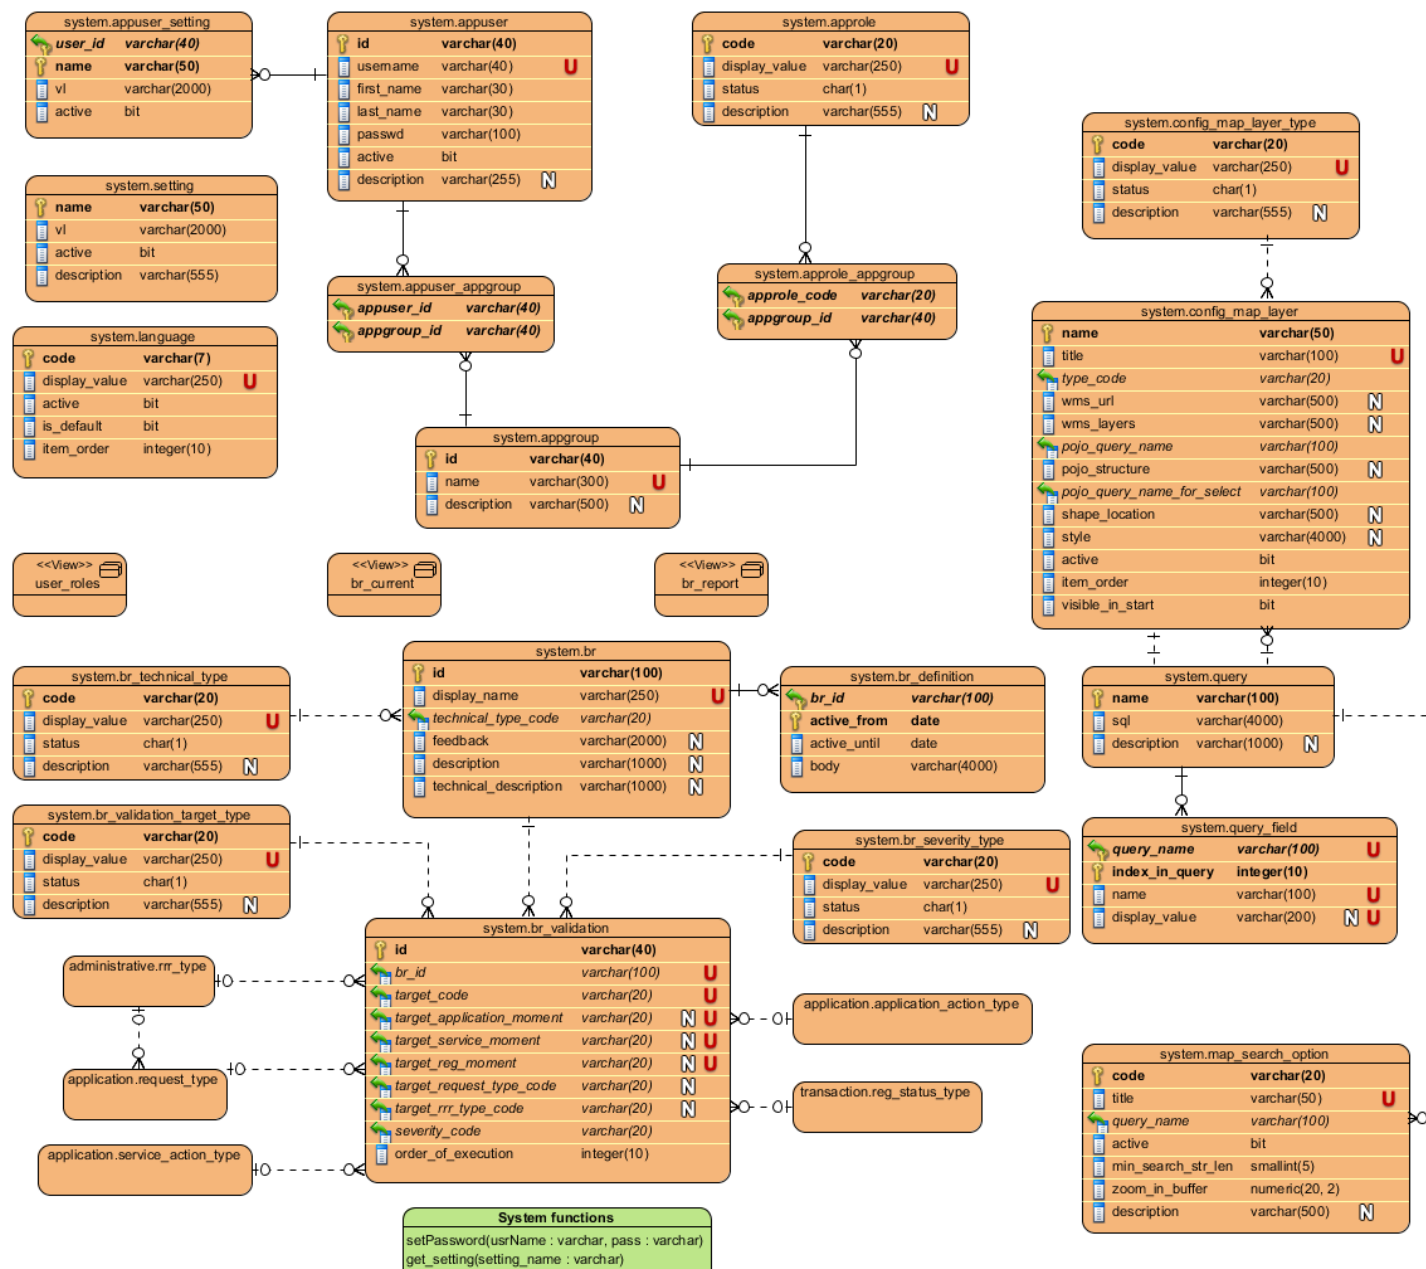 system.appuser_setting
user_id varchar(40)
name varchar(50)
vl varchar(2000)
active bit
system.appuser
id varchar(40)
username varchar(40) U
first_name varchar(30)
last_name varchar(30)
passwd varchar(100)
active bit
description varchar(255) N
system.approle
code varchar(20)
display_value varchar(250) U
status char(1)
description varchar(555) N
system.config_map_layer_type
code varchar(20)
display_value varchar(250) U
status char(1)
description varchar(555) N
system.setting
name varchar(50)
vl varchar(2000)
active bit
description varchar(555)
system.appuser_appgroup
appuser_id varchar(40)
appgroup_id varchar(40)
system.approle_appgroup
approle_code varchar(20)
appgroup_id varchar(40)
system.language
code varchar(7)
display_value varchar(250) U
active bit
is_default bit
item_order integer(10)
system.appgroup
id varchar(40)
name varchar(300) U
description varchar(500) N
system.config_map_layer
name varchar(50)
title varchar(100) U
type_code varchar(20)
wms_url varchar(500) N
wms_layers varchar(500) N
pojo_query_name varchar(100)
pojo_structure varchar(500) N
pojo_query_name_for_select varchar(100)
shape_location varchar(500) N
style varchar(4000) N
active bit
item_order integer(10)
visible_in_start bit
<<View>>
user_roles
<<View>>
br_current
<<View>>
br_report
system.br_technical_type
code varchar(20)
display_value varchar(250) U
status char(1)
description varchar(555) N
system.br
id varchar(100)
display_name varchar(250) U
technical_type_code varchar(20)
feedback varchar(2000) N
description varchar(1000) N
technical_description varchar(1000) N
system.br_definition
br_id varchar(100)
active_from date
active_until date
body varchar(4000)
system.query
name varchar(100)
sql varchar(4000)
description varchar(1000) N
system.br_validation_target_type
code varchar(20)
display_value varchar(250) U
status char(1)
description varchar(555) N
system.br_severity_type
code varchar(20)
display_value varchar(250) U
status char(1)
description varchar(555) N
system.query_field
query_name varchar(100) U
index_in_query integer(10)
name varchar(100) U
display_value varchar(200) N U
system.br_validation
id varchar(40)
br_id varchar(100) U
target_code varchar(20) U
target_application_moment varchar(20) N U
target_service_moment varchar(20) N U
target_reg_moment varchar(20) N U
target_request_type_code varchar(20) N
target_rrr_type_code varchar(20) N
severity_code varchar(20)
order_of_execution integer(10)
administrative.rrr_type
application.request_type
application.service_action_type
application.application_action_type
transaction.reg_status_type
system.map_search_option
code varchar(20)
title varchar(50) U
query_name varchar(100)
active bit
min_search_str_len smallint(5)
zoom_in_buffer numeric(20, 2)
description varchar(500) N
System functions
setPassword(usrName : varchar, pass : varchar)
get_setting(setting_name : varchar)